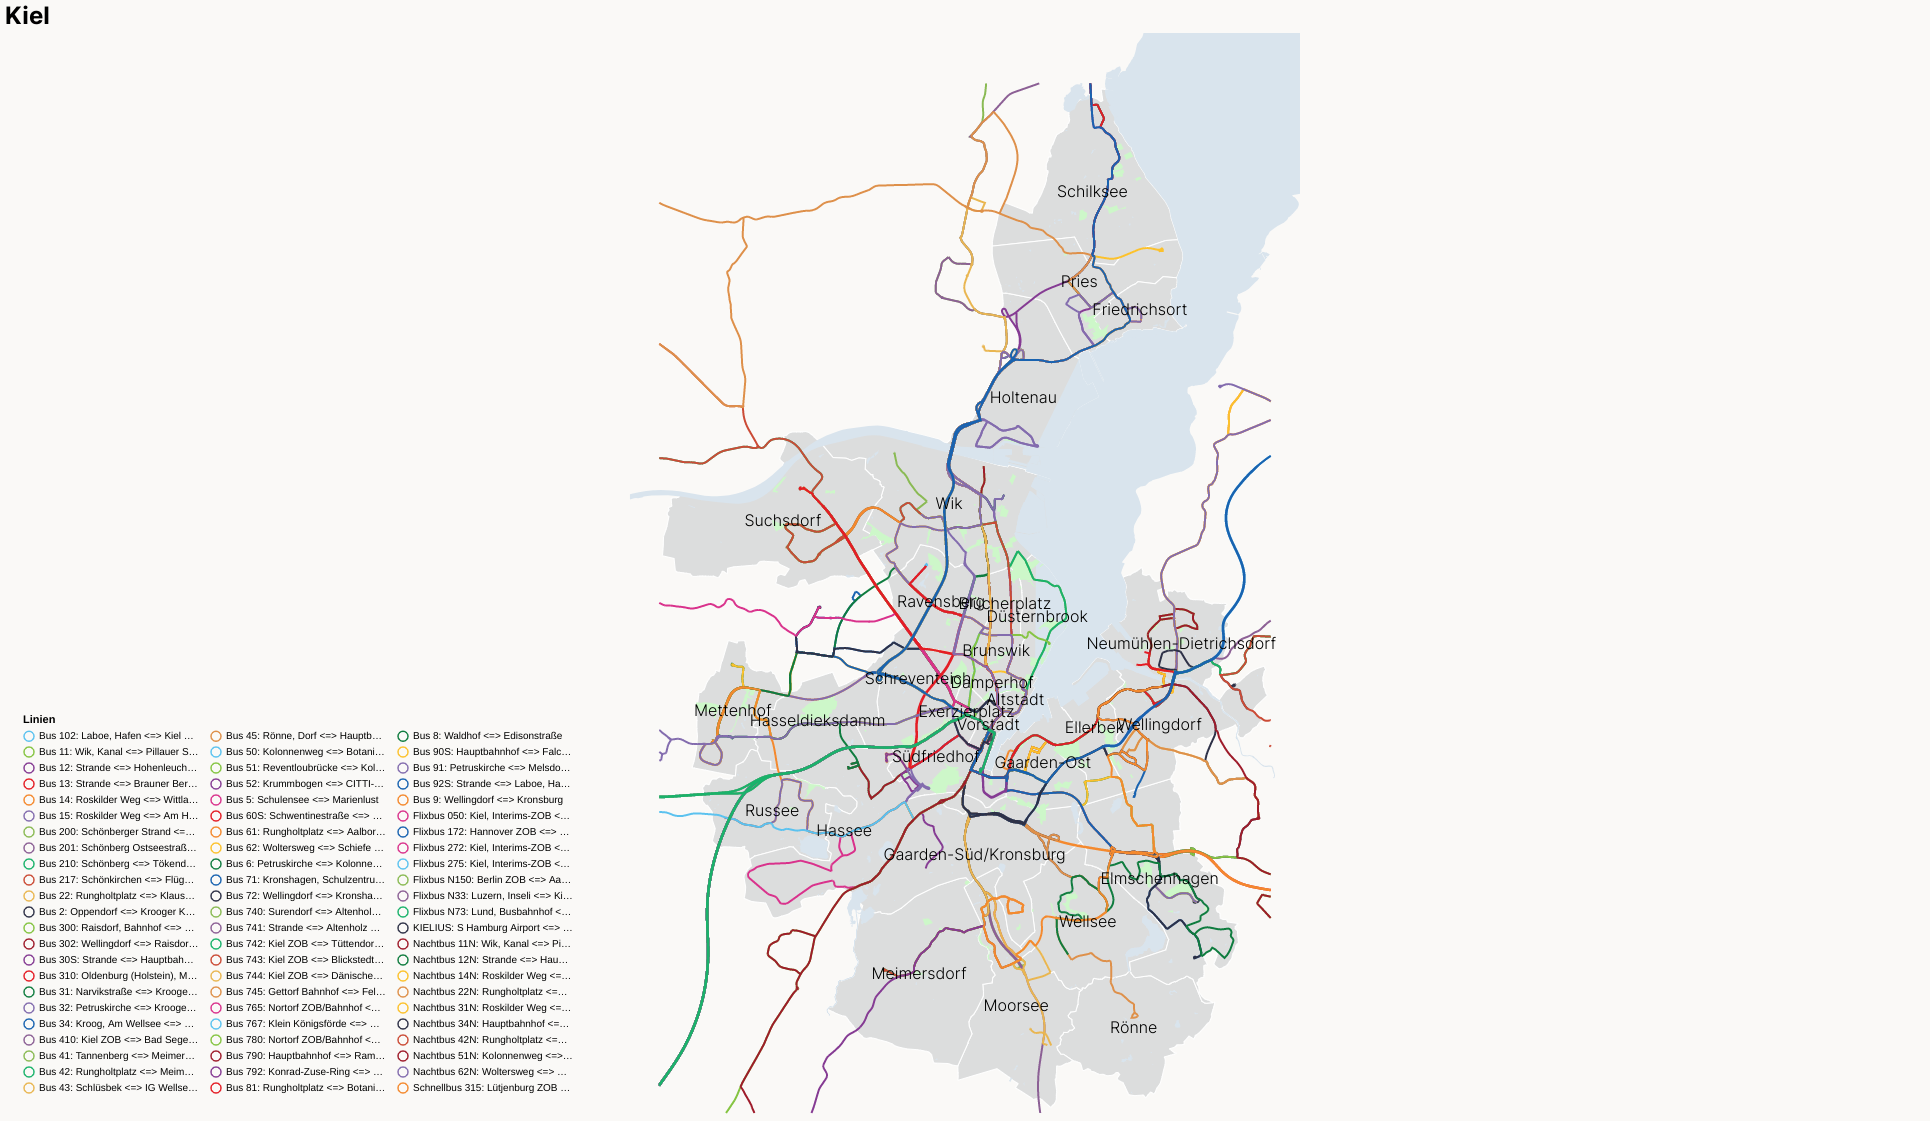 Kiel
Schilksee
Pries
Friedrichsort
Holtenau
Wik
Suchsdorf
Ravensberg
Blücherplatz
Düsternbrook
Neumühlen-Dietrichsdorf
Brunswik
Schreventeich
Damperhof
Altstadt
Mettenhof
Exerzierplatz
Hasseldieksdamm
Vorstadt
Ellerbek
Wellingdorf
Südfriedhof
Gaarden-Ost
Russee
Hassee
Gaarden-Süd/Kronsburg
Elmschenhagen
Wellsee
Meimersdorf
Moorsee
Rönne
Linien
Bus 102: Laboe, Hafen <=> Kiel ...
Bus 11: Wik, Kanal <=> Pillauer S...
Bus 12: Strande <=> Hohenleuch...
Bus 13: Strande <=> Brauner Ber...
Bus 14: Roskilder Weg <=> Wittla...
Bus 15: Roskilder Weg <=> Am H...
Bus 200: Schönberger Strand <=...
Bus 201: Schönberg Ostseestraß...
Bus 210: Schönberg <=> Tökend...
Bus 217: Schönkirchen <=> Flüg...
Bus 22: Rungholtplatz <=> Klaus...
Bus 2: Oppendorf <=> Krooger K...
Bus 300: Raisdorf, Bahnhof <=> ...
Bus 302: Wellingdorf <=> Raisdor...
Bus 30S: Strande <=> Hauptbah...
Bus 310: Oldenburg (Holstein), M...
Bus 31: Narvikstraße <=> Krooge...
Bus 32: Petruskirche <=> Krooge...
Bus 34: Kroog, Am Wellsee <=> ...
Bus 410: Kiel ZOB <=> Bad Sege...
Bus 41: Tannenberg <=> Meimer...
Bus 42: Rungholtplatz <=> Meim...
Bus 43: Schlüsbek <=> IG Wellse...
Bus 45: Rönne, Dorf <=> Hauptb...
Bus 50: Kolonnenweg <=> Botani...
Bus 51: Reventloubrücke <=> Kol...
Bus 52: Krummbogen <=> CITTI-...
Bus 5: Schulensee <=> Marienlust
Bus 60S: Schwentinestraße <=> ...
Bus 61: Rungholtplatz <=> Aalbor...
Bus 62: Woltersweg <=> Schiefe ...
Bus 6: Petruskirche <=> Kolonne...
Bus 71: Kronshagen, Schulzentru...
Bus 72: Wellingdorf <=> Kronsha...
Bus 740: Surendorf <=> Altenhol...
Bus 741: Strande <=> Altenholz ...
Bus 742: Kiel ZOB <=> Tüttendor...
Bus 743: Kiel ZOB <=> Blickstedt...
Bus 744: Kiel ZOB <=> Dänische...
Bus 745: Gettorf Bahnhof <=> Fel...
Bus 765: Nortorf ZOB/Bahnhof <...
Bus 767: Klein Königsförde <=> ...
Bus 780: Nortorf ZOB/Bahnhof <...
Bus 790: Hauptbahnhof <=> Ram...
Bus 792: Konrad-Zuse-Ring <=> ...
Bus 81: Rungholtplatz <=> Botani...
Bus 8: Waldhof <=> Edisonstraße
Bus 90S: Hauptbahnhof <=> Falc...
Bus 91: Petruskirche <=> Melsdo...
Bus 92S: Strande <=> Laboe, Ha...
Bus 9: Wellingdorf <=> Kronsburg
Flixbus 050: Kiel, Interims-ZOB <...
Flixbus 172: Hannover ZOB <=> ...
Flixbus 272: Kiel, Interims-ZOB <...
Flixbus 275: Kiel, Interims-ZOB <...
Flixbus N150: Berlin ZOB <=> Aa...
Flixbus N33: Luzern, Inseli <=> Ki...
Flixbus N73: Lund, Busbahnhof <...
KIELIUS: S Hamburg Airport <=> ...
Nachtbus 11N: Wik, Kanal <=> Pi...
Nachtbus 12N: Strande <=> Hau...
Nachtbus 14N: Roskilder Weg <=...
Nachtbus 22N: Rungholtplatz <=...
Nachtbus 31N: Roskilder Weg <=...
Nachtbus 34N: Hauptbahnhof <=...
Nachtbus 42N: Rungholtplatz <=...
Nachtbus 51N: Kolonnenweg <=>...
Nachtbus 62N: Woltersweg <=> ...
Schnellbus 315: Lütjenburg ZOB ...